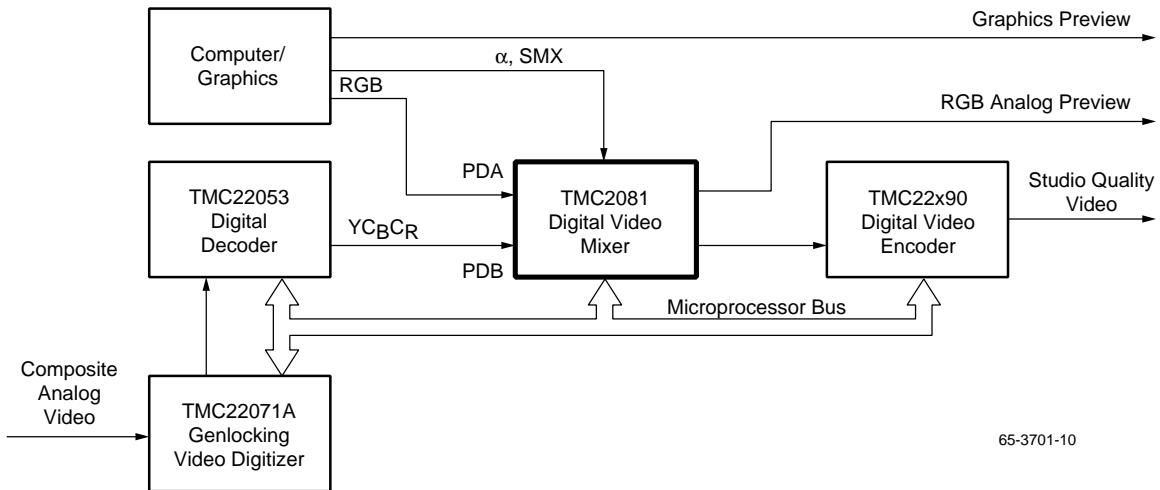 Graphics Preview
Computer/
Graphics
α, SMX
RGB
RGB Analog Preview
PDA
TMC22053
Digital
Decoder
YCBCR
PDB
TMC2081
Digital Video
Mixer
TMC22x90
Digital Video
Encoder
Studio Quality
Video
Microprocessor Bus
Composite
Analog
Video
TMC22071A
Genlocking
Video Digitizer
65-3701-10